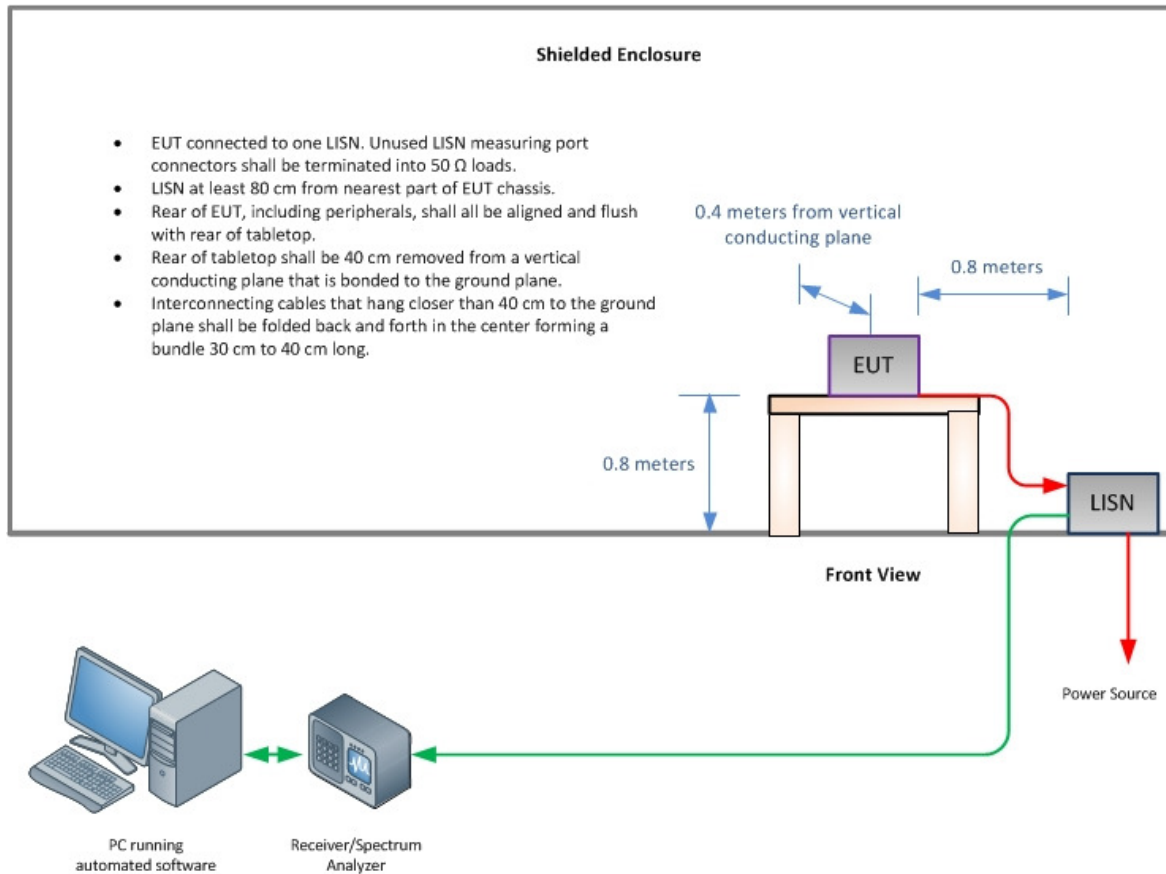 Shielded Enclosure
• EUT connected to one LISN. Unused LISN measuring port
connectors shall be terminated into 50 Ω loads.
• LISN at least 80 cm from nearest part of EUT chassis.
• Rear of EUT, including peripherals, shall all be aligned and flush
with rear of tabletop.
• Rear of tabletop shall be 40 cm removed from a vertical
conducting plane that is bonded to the ground plane.
• Interconnecting cables that hang closer than 40 cm to the ground
plane shall be folded back and forth in the center forming a
bundle 30 cm to 40 cm long.
0.4 meters from vertical
conducting plane
0.8 meters
EUT
0.8 meters
LISN
Front View
Power Source
PC running
automated software
Receiver/Spectrum
Analyzer